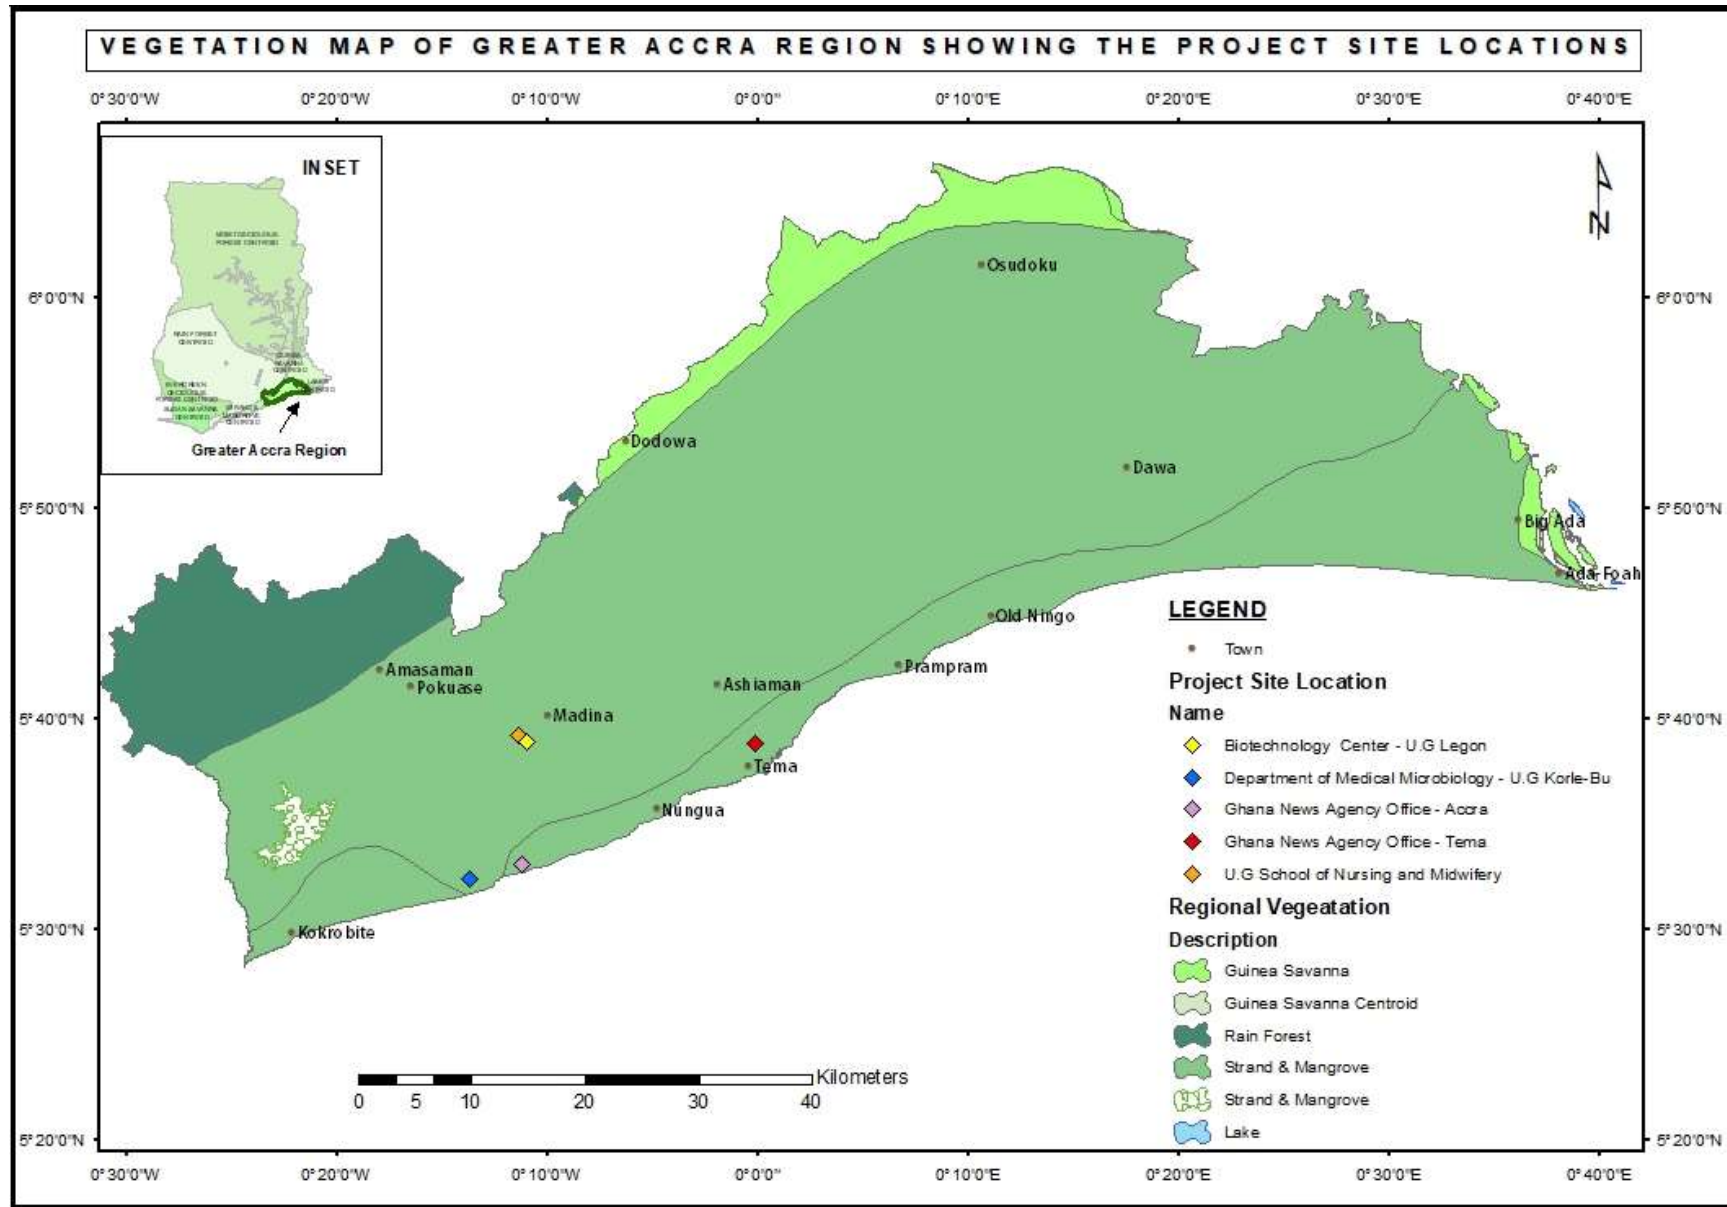 VEGETATION MAP OF GREATER ACCRA REGION SHOWING THE PROJECT SITE LOCATIONS
0°30'0"W 0°20'0"W 0°10'0"W 0°0'0" 0°10'0"E 0°20'0"E 0°30'0"E 0°40'0"E
INSET
RAIN FOREST
CENTROID
Greater Accra Region
N
6°0'0"N
6°0'0"N
5°50'0"N
5°50'0"N
5°40'0"N
5°40'0"N
5°30'0"N
5°30'0"N
5°20'0"N
5°20'0"N
Osudoku
Dodowa
Dawa
Big Ada
Ada-Foah
Old Ningo
Prampram
Amasaman
Pokuase
Ashiaman
Madina
Tema
Nungua
Kokrobite
LEGEND
Town
Project Site Location
Name
Biotechnology Center - U.G Legon
Department of Medical Microbiology - U.G Korle-Bu
Ghana News Agency Office - Accra
Ghana News Agency Office - Tema
U.G School of Nursing and Midwifery
Regional Vegeatation
Description
Guinea Savanna
Guinea Savanna Centroid
Rain Forest
Strand & Mangrove
Strand & Mangrove
Lake
Kilometers
0 5 10 20 30 40
0°30'0"W 0°20'0"W 0°10'0"W 0°0'0" 0°10'0"E 0°20'0"E 0°30'0"E 0°40'0"E